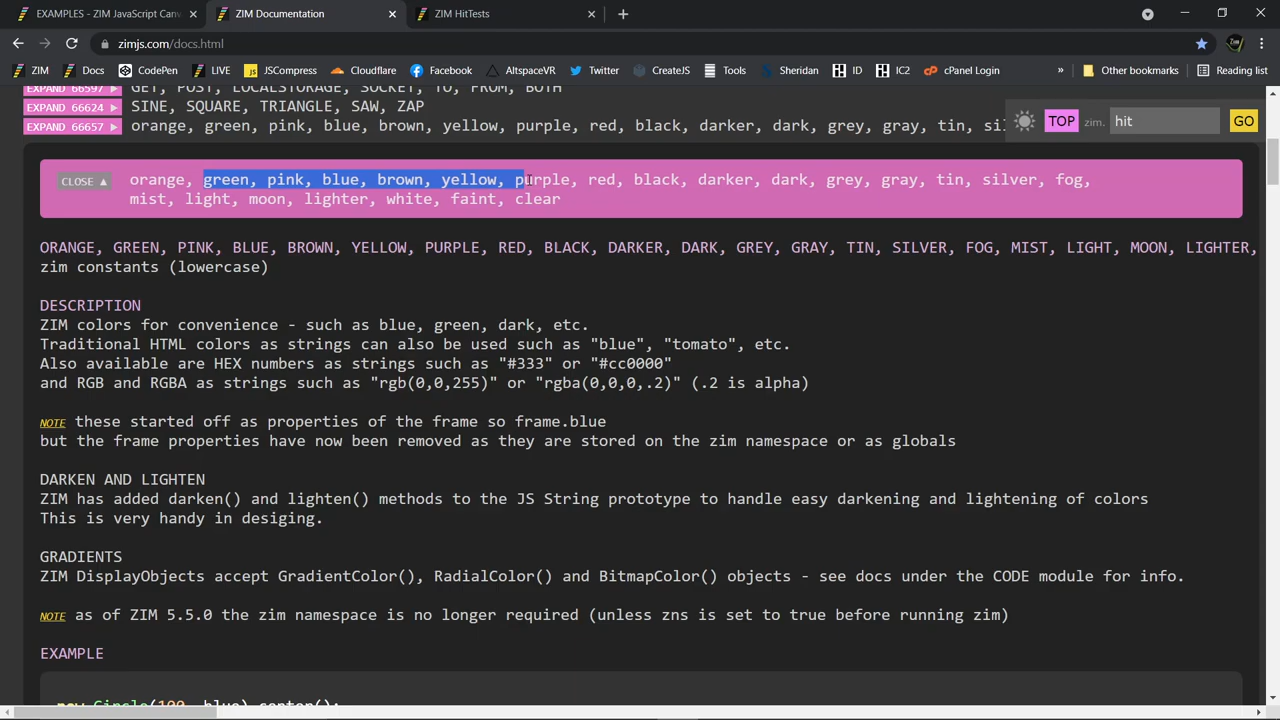 EXAMPLES - ZIM JavaScript Canv
ZIM Documentation
ZIM HitTests
zimjs.com/docs.html
ZIM Docs CodePen LIVE JSCompress Cloudflare Facebook AltspaceVR Twitter CreateJS Tools Sheridan ID IC2 cPanel Login » Other bookmarks Reading list
EXPAND 66597 GET, POST, LOCALSTORAGE, SOCKET, TO, FROM, BOTH
EXPAND 66624 SINE, SQUARE, TRIANGLE, SAW, ZAP
EXPAND 66657 orange, green, pink, blue, brown, yellow, purple, red, black, darker, dark, grey, gray, tin, sil
TOP zim. hit GO
CLOSE ▲ orange, green, pink, blue, brown, yellow, purple, red, black, darker, dark, grey, gray, tin, silver, fog,
mist, light, moon, lighter, white, faint, clear
ORANGE, GREEN, PINK, BLUE, BROWN, YELLOW, PURPLE, RED, BLACK, DARKER, DARK, GREY, GRAY, TIN, SILVER, FOG, MIST, LIGHT, MOON, LIGHTER,
zim constants (lowercase)
DESCRIPTION
ZIM colors for convenience - such as blue, green, dark, etc.
Traditional HTML colors as strings can also be used such as "blue", "tomato", etc.
Also available are HEX numbers as strings such as "#333" or "#cc0000"
and RGB and RGBA as strings such as "rgb(0,0,255)" or "rgba(0,0,0,.2)" (.2 is alpha)
NOTE these started off as properties of the frame so frame.blue
but the frame properties have now been removed as they are stored on the zim namespace or as globals
DARKEN AND LIGHTEN
ZIM has added darken() and lighten() methods to the JS String prototype to handle easy darkening and lightening of colors
This is very handy in desiging.
GRADIENTS
ZIM DisplayObjects accept GradientColor(), RadialColor() and BitmapColor() objects - see docs under the CODE module for info.
NOTE as of ZIM 5.5.0 the zim namespace is no longer required (unless zns is set to true before running zim)
EXAMPLE
new Circle(100, blue).center();